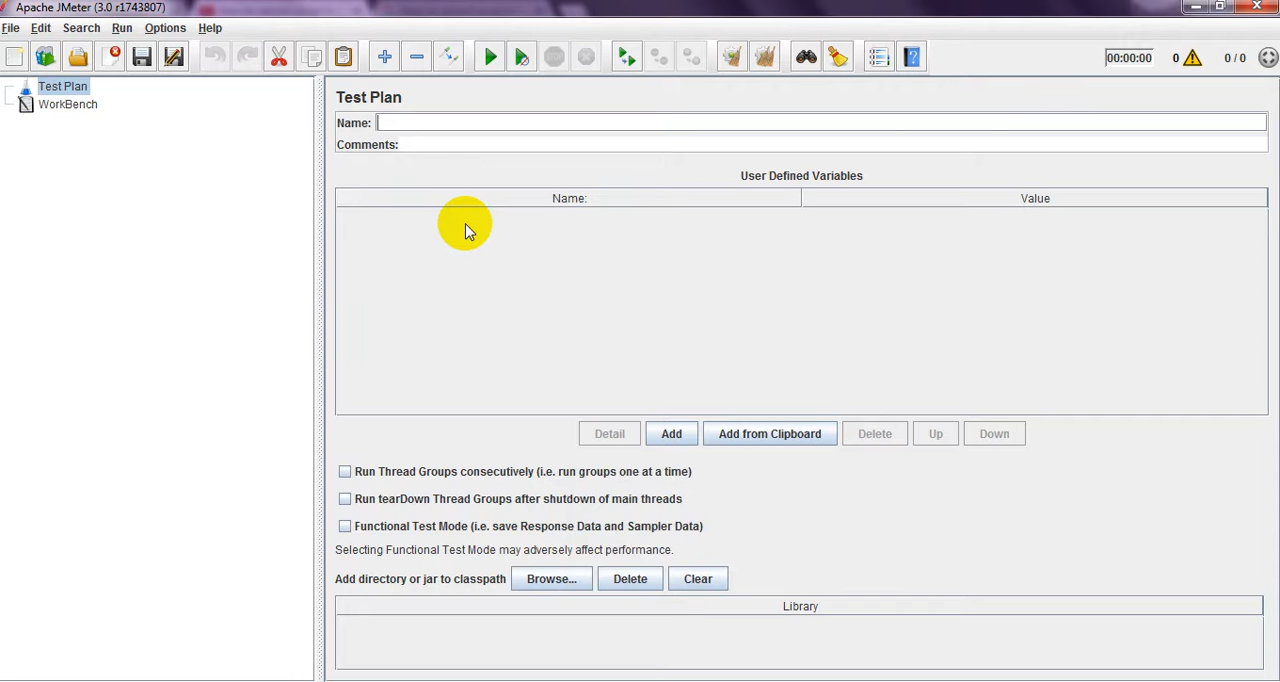 Apache JMeter (3.0 r1743807)
File Edit Search Run Options Help
00:00:00 0 0 / 0
Test Plan
WorkBench
Test Plan
Name:
Comments:
User Defined Variables
Name: Value
Detail Add Add from Clipboard Delete Up Down
Run Thread Groups consecutively (i.e. run groups one at a time)
Run tearDown Thread Groups after shutdown of main threads
Functional Test Mode (i.e. save Response Data and Sampler Data)
Selecting Functional Test Mode may adversely affect performance.
Add directory or jar to classpath Browse... Delete Clear
Library